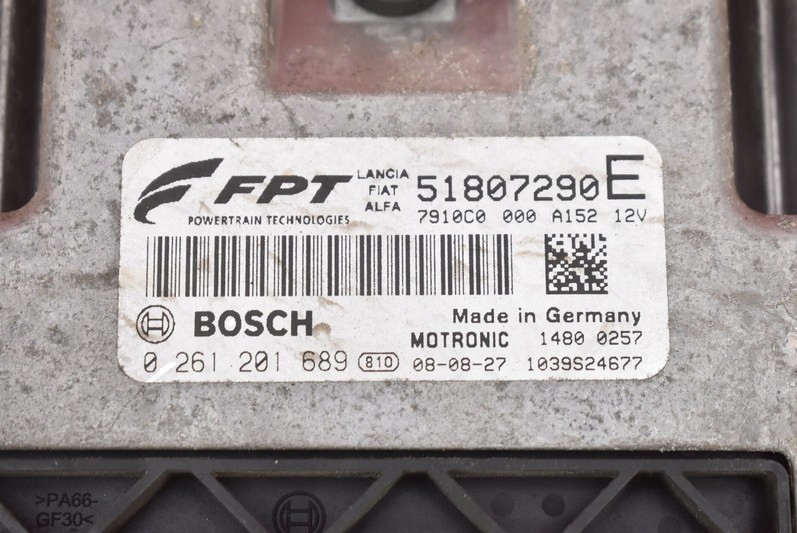 FPT
POWERTRAIN TECHNOLOGIES
LANCIA
FIAT
ALFA
51807290E
7910C0 000 A152 12V
BOSCH
Made in Germany
MOTRONIC 1480 0257
0 261 201 689 810 08-08-27 1039S24677
>PA66-
GF30<